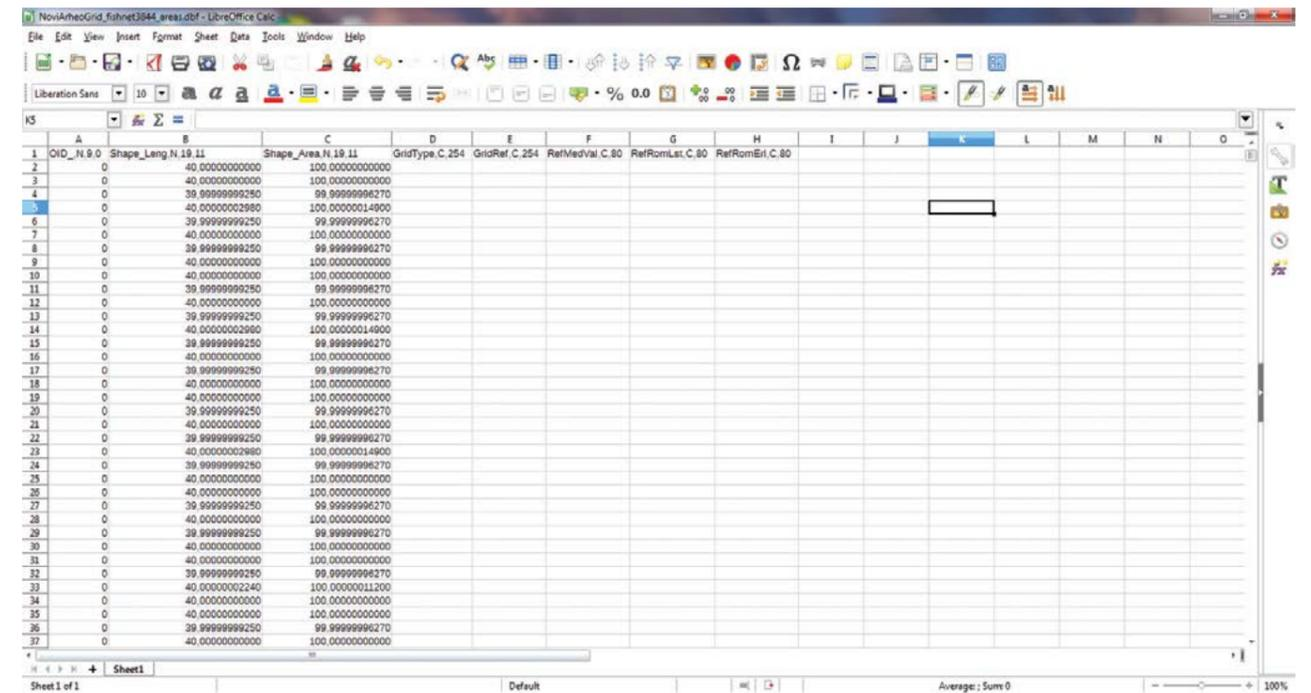 NoviArheoGrid_fishnet3844_areas.dbf - LibreOffice Calc
File Edit View Insert Format Sheet Data Tools Window Help
Liberation Sans 10 a a a % 0.0
K5 Σ =
A B C D E F G H I J K L M N O
1 OID_,N,9,0 Shape_Leng,N,19,11 Shape_Area,N,19,11 GridType,C,254 GridRef,C,254 RefMedVal,C,80 RefRomLst,C,80 RefRomErl,C,80
2 0 40,00000000000 100,00000000000
3 0 40,00000000000 100,00000000000
4 0 39,99999999250 99,99999996270
5 0 40,00000002980 100,00000014900
6 0 39,99999999250 99,99999996270
7 0 40,00000000000 100,00000000000
8 0 39,99999999250 99,99999996270
9 0 40,00000000000 100,00000000000
10 0 40,00000000000 100,00000000000
11 0 39,99999999250 99,99999996270
12 0 40,00000000000 100,00000000000
13 0 39,99999999250 99,99999996270
14 0 40,00000002980 100,00000014900
15 0 39,99999999250 99,99999996270
16 0 40,00000000000 100,00000000000
17 0 39,99999999250 99,99999996270
18 0 40,00000000000 100,00000000000
19 0 40,00000000000 100,00000000000
20 0 39,99999999250 99,99999996270
21 0 40,00000000000 100,00000000000
22 0 39,99999999250 99,99999996270
23 0 40,00000002980 100,00000014900
24 0 39,99999999250 99,99999996270
25 0 40,00000000000 100,00000000000
26 0 40,00000000000 100,00000000000
27 0 39,99999999250 99,99999996270
28 0 40,00000000000 100,00000000000
29 0 39,99999999250 99,99999996270
30 0 40,00000000000 100,00000000000
31 0 40,00000000000 100,00000000000
32 0 39,99999999250 99,99999996270
33 0 40,00000002240 100,00000011200
34 0 40,00000000000 100,00000000000
35 0 40,00000000000 100,00000000000
36 0 39,99999999250 99,99999996270
37 0 40,00000000000 100,00000000000
Sheet1
Sheet 1 of 1 Default Average: ; Sum: 0 100%